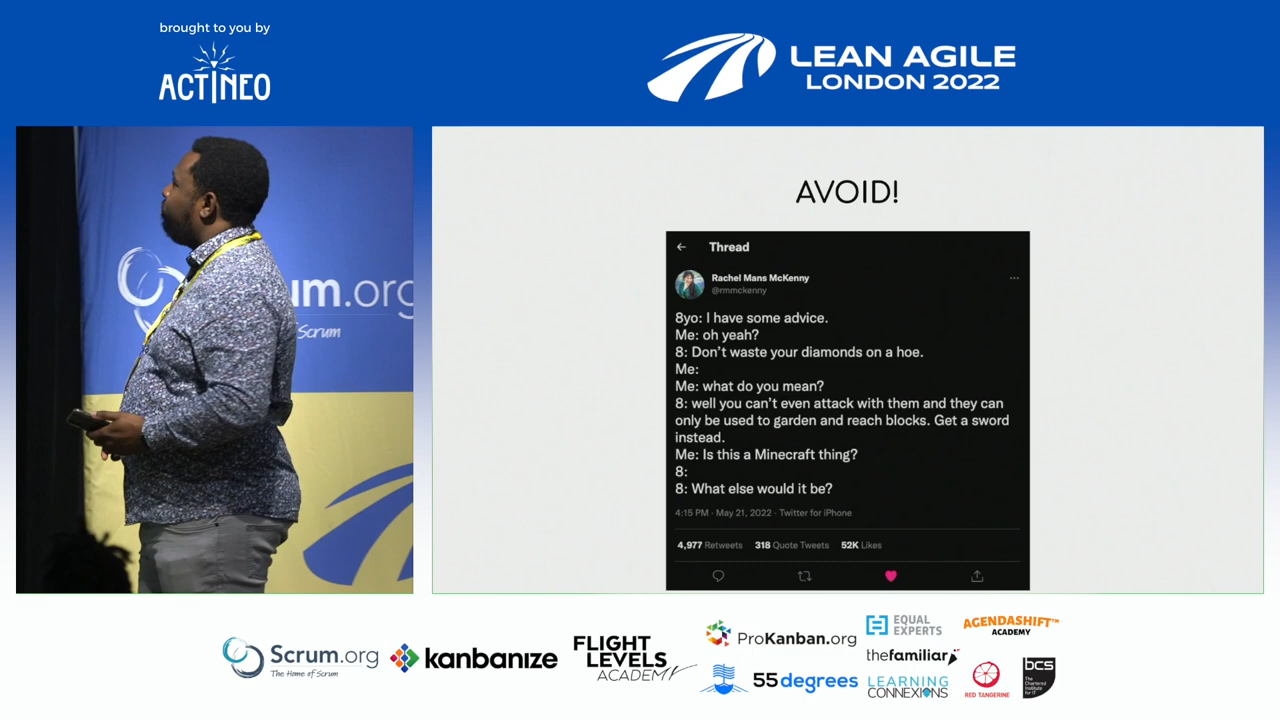 brought to you by
ACTINEO
LEAN AGILE
LONDON 2022
um.org
of Scrum
AVOID!
Thread
Rachel Mans McKenny
@rmmckenny
8yo: I have some advice.
Me: oh yeah?
8: Don't waste your diamonds on a hoe.
Me:
Me: what do you mean?
8: well you can't even attack with them and they can
only be used to garden and reach blocks. Get a sword
instead.
Me: Is this a Minecraft thing?
8:
8: What else would it be?
4:15 PM · May 21, 2022 · Twitter for iPhone
4,977 Retweets 318 Quote Tweets 52K Likes
Scrum.org
The Home of Scrum
kanbanize
FLIGHT
LEVELS
ACADEMY
ProKanban.org
55degrees
EQUAL
EXPERTS
thefamiliar
LEARNING
CONNEXIONS
AGENDASHIFT™
ACADEMY
RED TANGERINE
bcs
The
Chartered
Institute
for IT